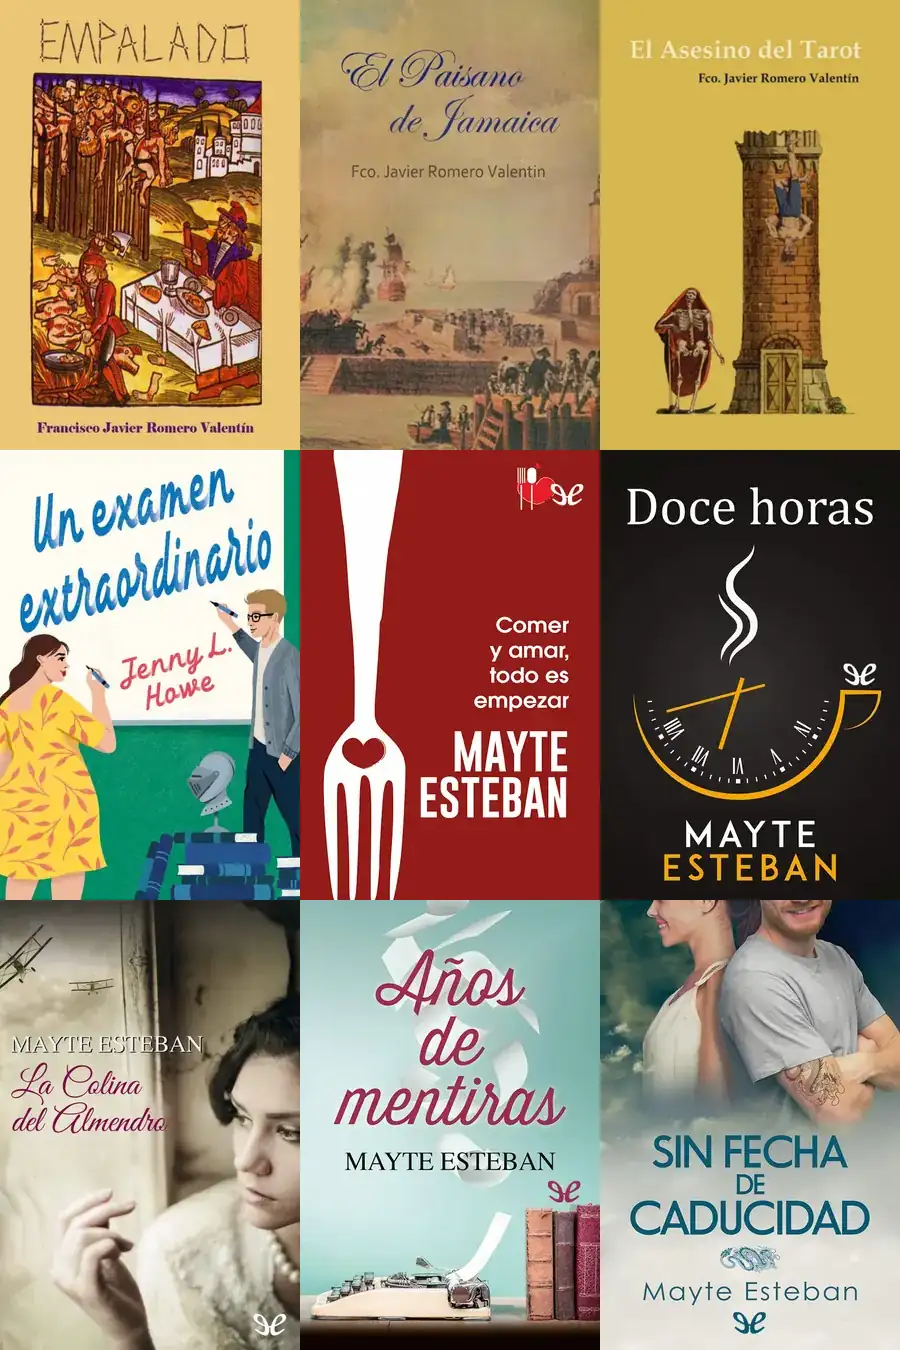 EMPALADO
Francisco Javier Romero Valentín
El Paisano
de Jamaica
Fco. Javier Romero Valentin
El Asesino del Tarot
Fco. Javier Romero Valentín
Un examen
extraordinario
Jenny L.
Howe
Comer
y amar,
todo es
empezar
MAYTE
ESTEBAN
Doce horas
MAYTE
ESTEBAN
MAYTE ESTEBAN
La Colina
del Almendro
Años
de
mentiras
MAYTE ESTEBAN
SIN FECHA
DE
CADUCIDAD
Mayte Esteban